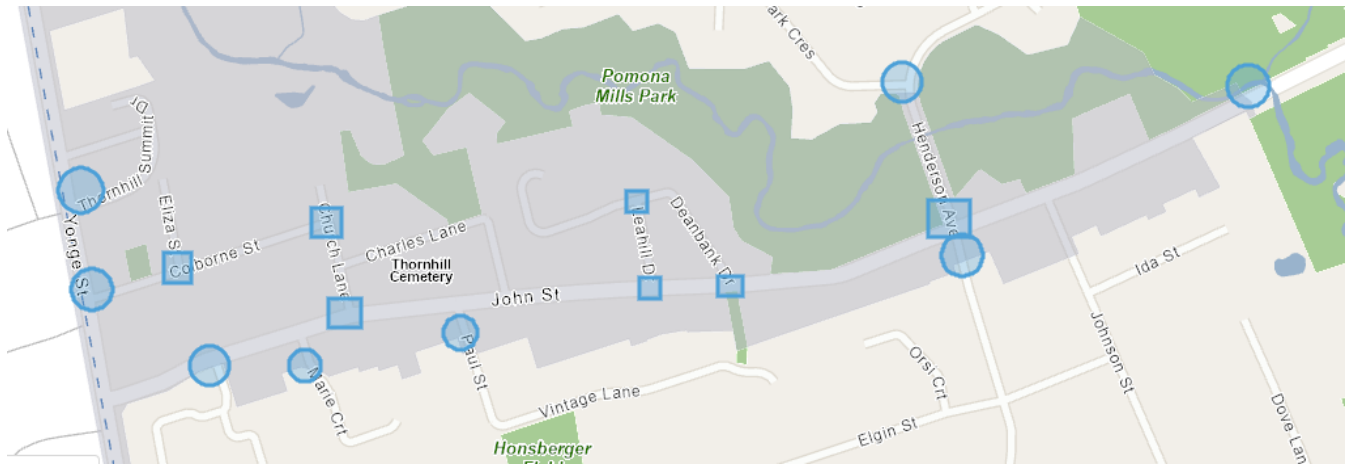 ark Cres
Pomona
Mills Park
Thornhill Summit Dr
Henderson Ave
Yonge St
Eliza S
Church Lane
Colborne St
Charles Lane
Thornhill
Cemetery
Leahill D
Deanbank Dr
John St
Ida St
Johnson St
Paul St
Marie Crt
Vintage Lane
Orsi Crt
Elgin St
Dove Lan
Honsberger